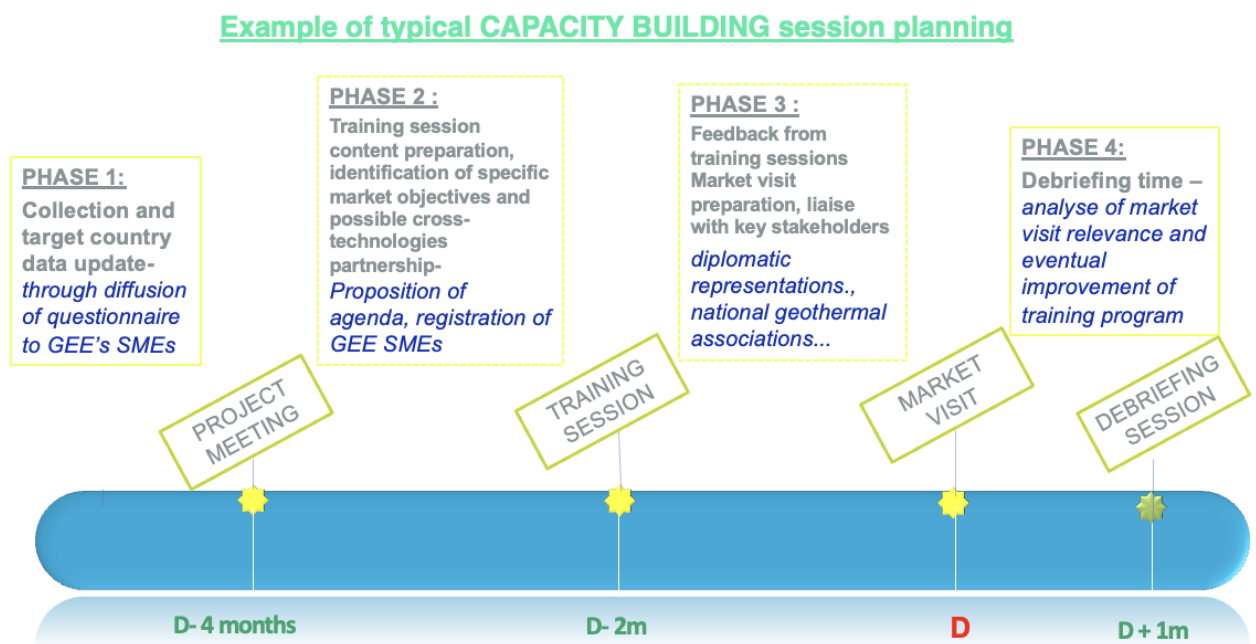 Example of typical CAPACITY BUILDING session planning
PHASE 1:
Collection and
target country
data update-
through diffusion
of questionnaire
to GEE's SMEs
PHASE 2 :
Training session
content preparation,
identification of specific
market objectives and
possible cross-
technologies
partnership-
Proposition of
agenda, registration of
GEE SMEs
PHASE 3 :
Feedback from
training sessions
Market visit
preparation, liaise
with key stakeholders
diplomatic
representations.,
national geothermal
associations...
PHASE 4:
Debriefing time –
analyse of market
visit relevance and
eventual
improvement of
training program
PROJECT
MEETING
TRAINING
SESSION
MARKET
VISIT
DEBRIEFING
SESSION
D- 4 months
D- 2m
D
D + 1m